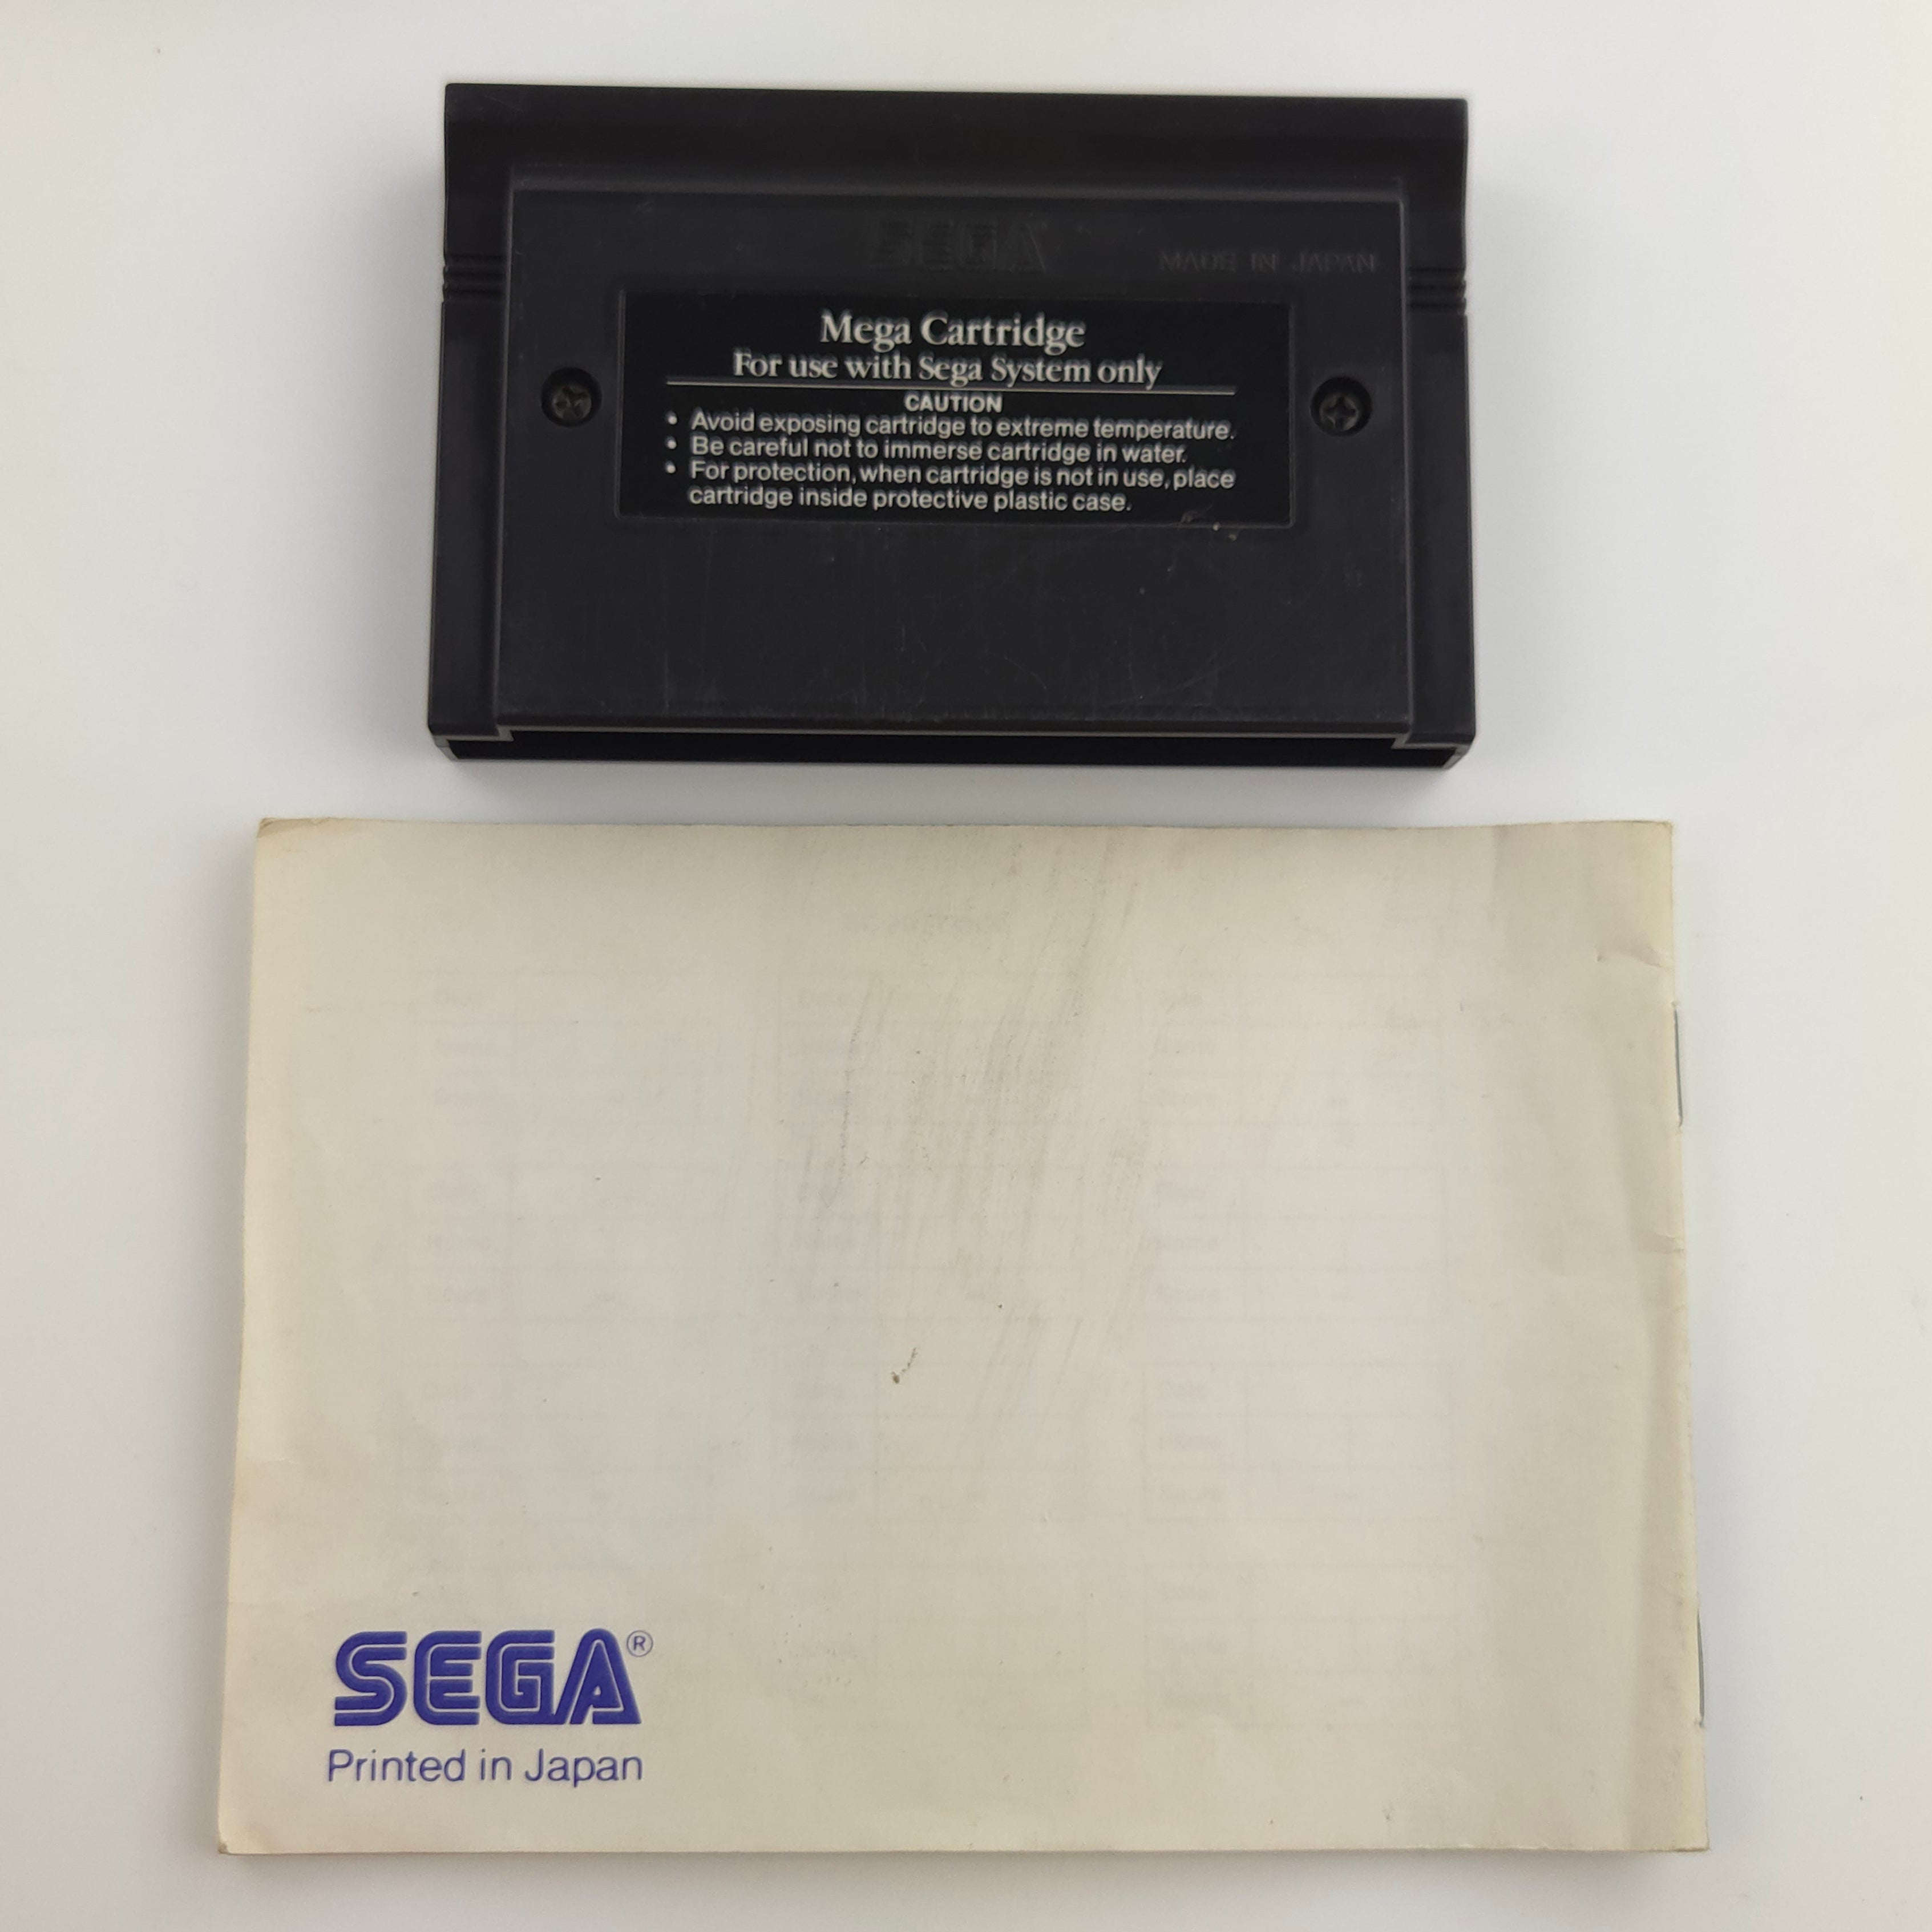 SEGA
MADE IN JAPAN
Mega Cartridge
For use with Sega System only
CAUTION
• Avoid exposing cartridge to extreme temperature.
• Be careful not to immerse cartridge in water.
• For protection, when cartridge is not in use, place
cartridge inside protective plastic case.
SEGA®
Printed in Japan